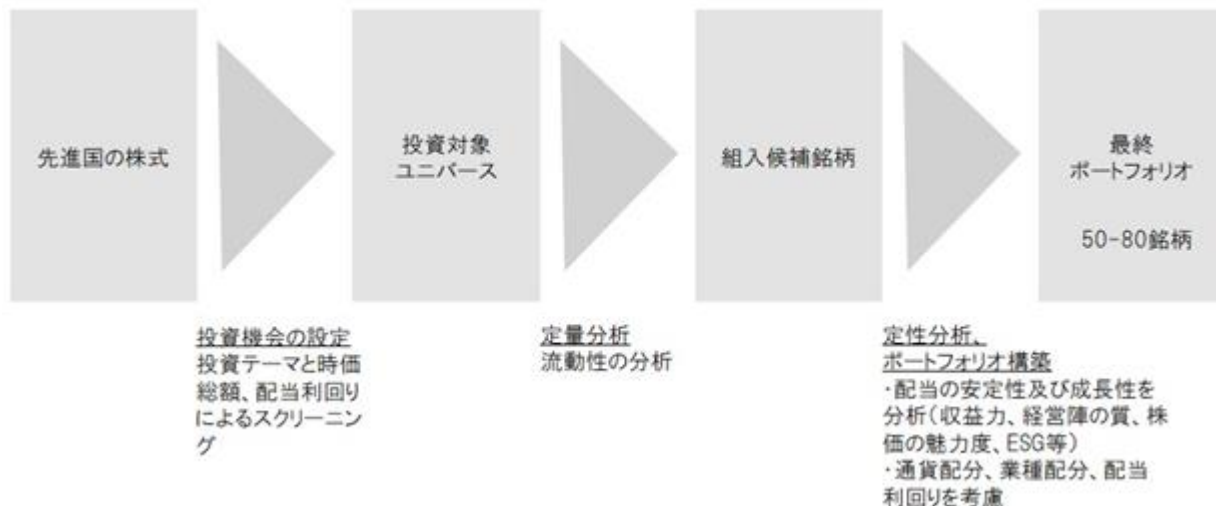 先進国の株式
投資対象
ユニバース
組入候補銘柄
最終
ポートフォリオ
50-80銘柄
投資機会の設定
投資テーマと時価
総額、配当利回り
によるスクリーニン
グ
定量分析
流動性の分析
定性分析、
ポートフォリオ構築
・配当の安定性及び成長性を
分析（収益力、経営陣の質、株
価の魅力度、ESG等）
・通貨配分、業種配分、配当
利回りを考慮